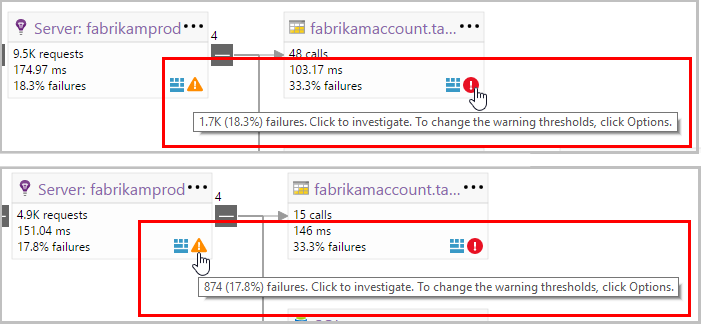 Server: fabrikamprod •••
4
fabrikamaccount.ta... •••
9.5K requests
174.97 ms
18.3% failures
48 calls
103.17 ms
33.3% failures
1.7K (18.3%) failures. Click to investigate. To change the warning thresholds, click Options.
Server: fabrikamprod •••
4
fabrikamaccount.ta... •••
4.9K requests
151.04 ms
17.8% failures
15 calls
146 ms
33.3% failures
874 (17.8%) failures. Click to investigate. To change the warning thresholds, click Options.